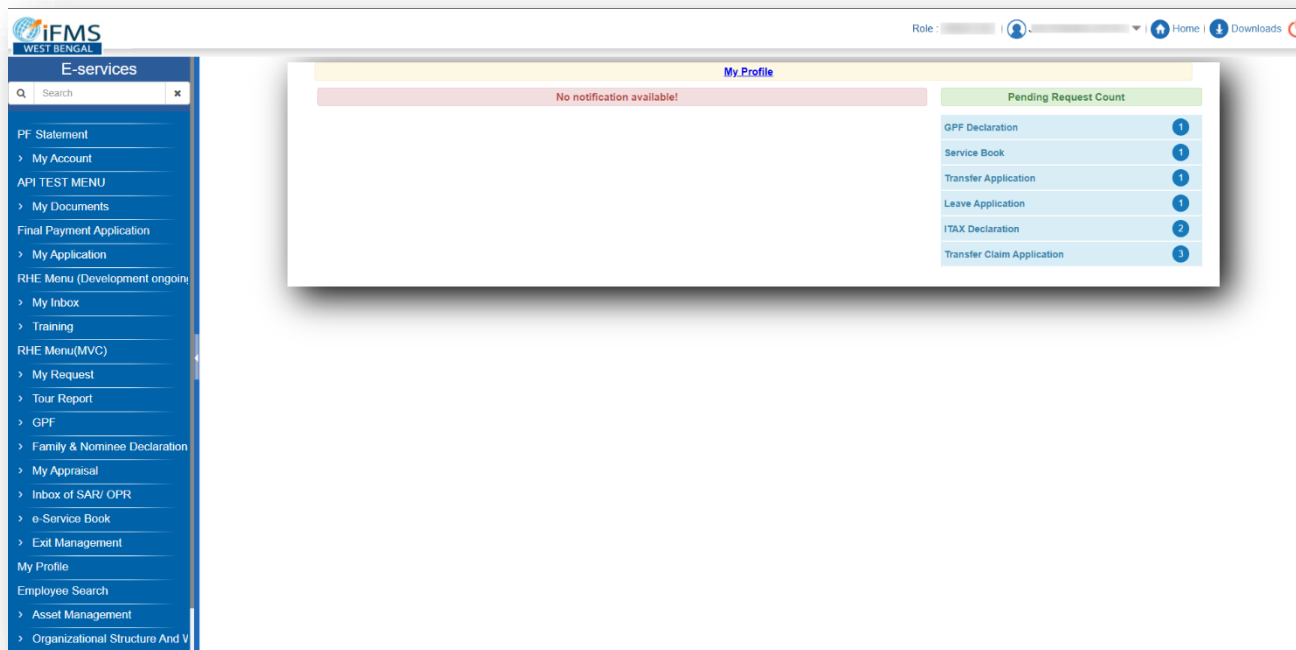 iFMS
WEST BENGAL
Role :
Home
Downloads
E-services
Search
PF Statement
My Account
API TEST MENU
My Documents
Final Payment Application
My Application
RHE Menu (Development ongoing
My Inbox
Training
RHE Menu(MVC)
My Request
Tour Report
GPF
Family & Nominee Declaration
My Appraisal
Inbox of SAR/ OPR
e-Service Book
Exit Management
My Profile
Employee Search
Asset Management
Organizational Structure And
My Profile
No notification available!
Pending Request Count
GPF Declaration 1
Service Book 1
Transfer Application 1
Leave Application 1
ITAX Declaration 2
Transfer Claim Application 3